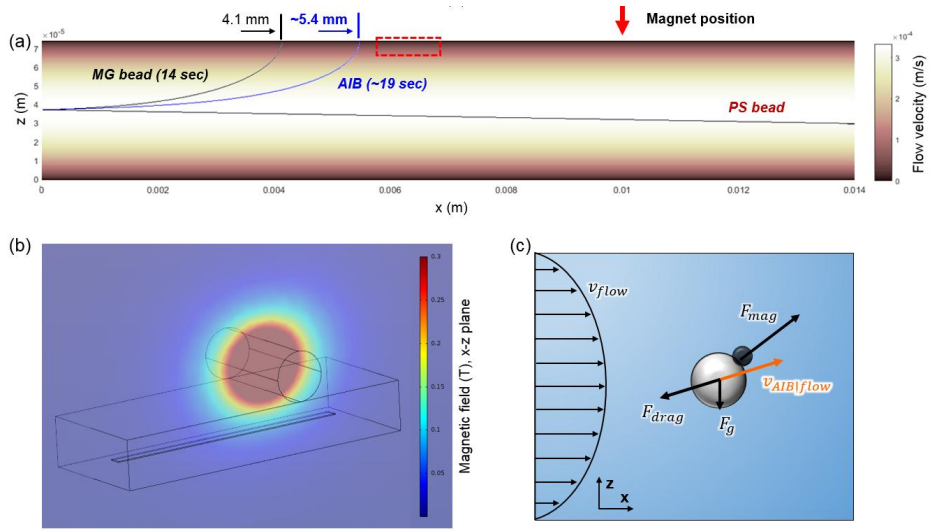 4.1 mm
~5.4 mm
Magnet position
(a)
×10⁻⁵
×10⁻⁴
MG bead (14 sec)
AIB (~19 sec)
PS bead
z (m)
7
6
5
4
3
2
1
0
0
0.002
0.004
0.006
0.008
0.01
0.012
0.014
x (m)
3
2
1
0
Flow velocity (m/s)
(b)
0.3
0.25
0.2
0.15
0.1
0.05
Magnetic field (T), x-z plane
(c)
v_flow
F_mag
v_AIB|flow
F_drag
F_g
z
x